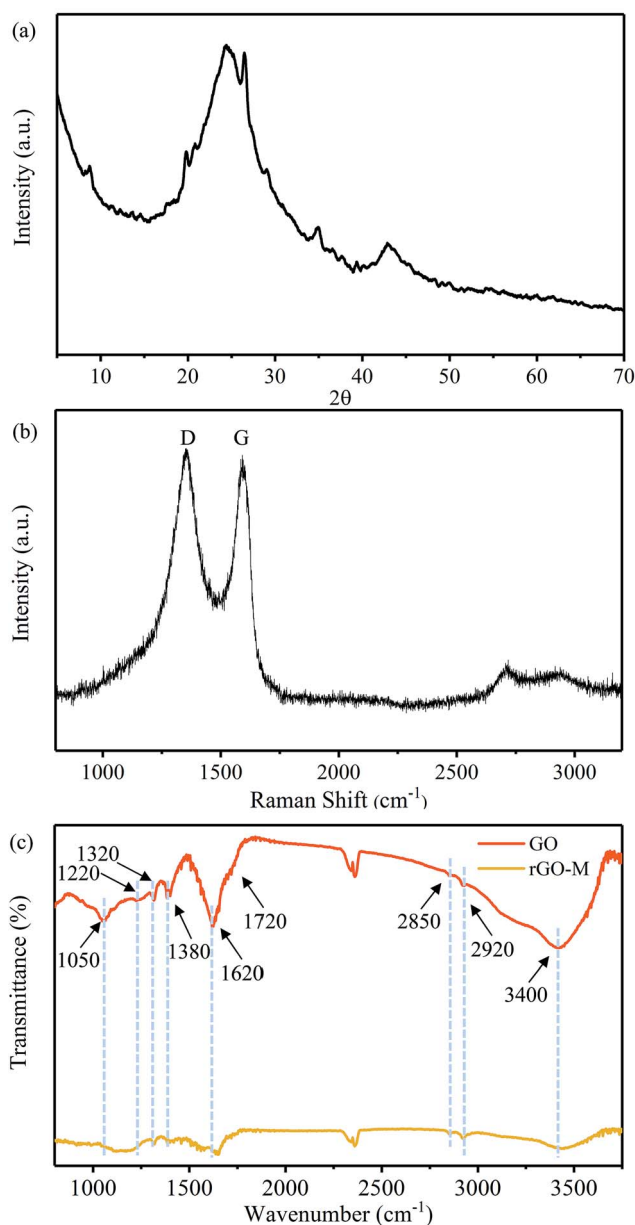 (a)
Intensity (a.u.)
10 20 30 40 50 60 70
2θ
(b)
D G
Intensity (a.u.)
1000 1500 2000 2500 3000
Raman Shift (cm-1)
(c)
GO
rGO-M
1320
1220
1720
2850
2920
1380
1050
1620
3400
Transmittance (%)
1000 1500 2000 2500 3000 3500
Wavenumber (cm-1)